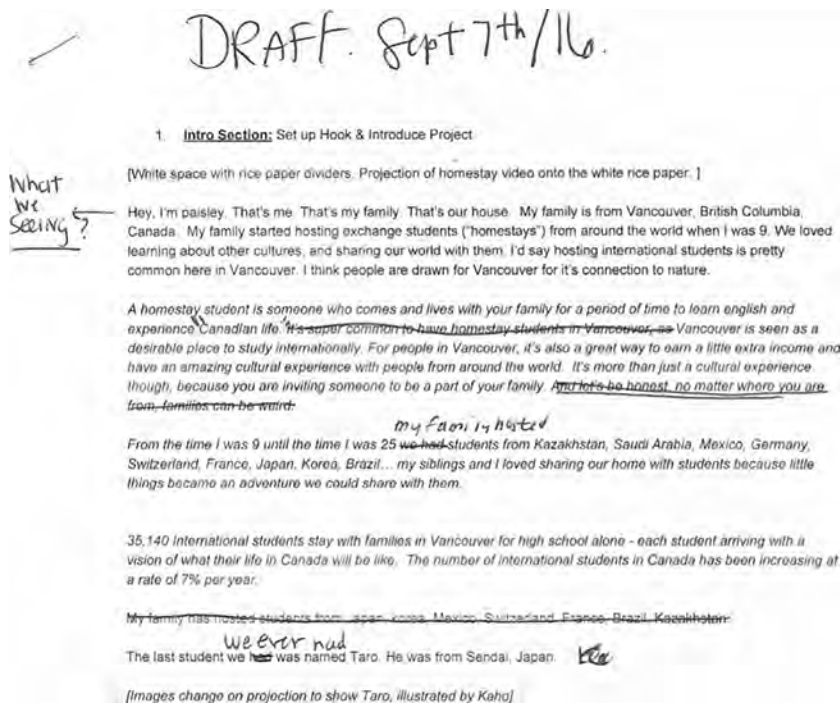 DRAFT. Sept 7th/16.
1. Intro Section: Set up Hook & Introduce Project
[White space with rice paper dividers. Projection of homestay video onto the white rice paper. ]
What
we
seeing?
Hey, I'm paisley. That's me. That's my family. That's our house. My family is from Vancouver, British Columbia,
Canada. My family started hosting exchange students ("homestays") from around the world when I was 9. We loved
learning about other cultures, and sharing our world with them. I'd say hosting international students is pretty
common here in Vancouver. I think people are drawn for Vancouver for it's connection to nature.
A homestay student is someone who comes and lives with your family for a period of time to learn english and
experience "Canadian life." It's super common to have homestay students in Vancouver, as Vancouver is seen as a
desirable place to study internationally. For people in Vancouver, it's also a great way to earn a little extra income and
have an amazing cultural experience with people from around the world. It's more than just a cultural experience
though, because you are inviting someone to be a part of your family. And let's be honest, no matter where you are
from, families can be weird.
my family hosted
From the time I was 9 until the time I was 25 we had students from Kazakhstan, Saudi Arabia, Mexico, Germany,
Switzerland, France, Japan, Korea, Brazil... my siblings and I loved sharing our home with students because little
things became an adventure we could share with them.
35,140 International students stay with families in Vancouver for high school alone - each student arriving with a
vision of what their life in Canada will be like. The number of international students in Canada has been increasing at
a rate of 7% per year.
My family has hosted students from Japan, korea, Mexico, Switzerland, France, Brazil, Kazakhstan.
we ever had
The last student we had was named Taro. He was from Sendai, Japan.
[Images change on projection to show Taro, illustrated by Kaho]